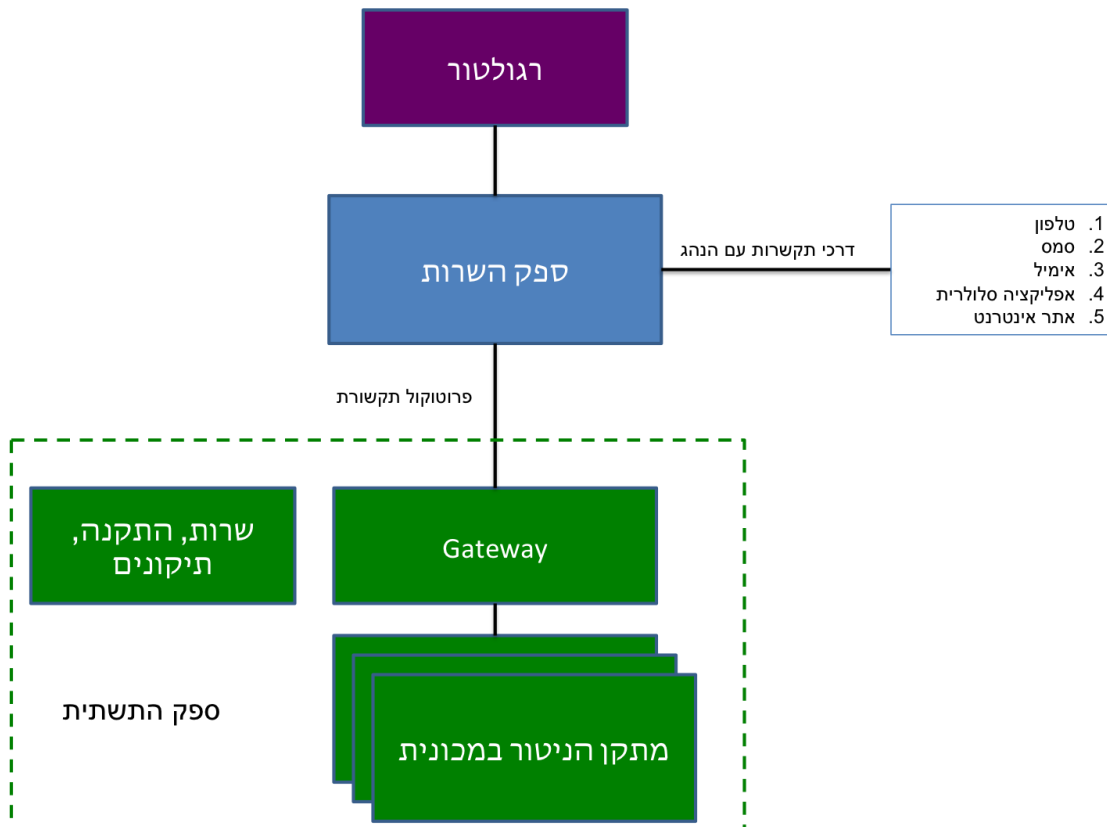 רגולטור
ספק השרות
דרכי תקשרות עם הנהג
1. טלפון
2. סמס
3. אימיל
4. אפליקציה סלולרית
5. אתר אינטרנט
פרוטוקול תקשורת
שרות, התקנה,
תיקונים
Gateway
ספק התשתית
מתקן הניטור במכונית